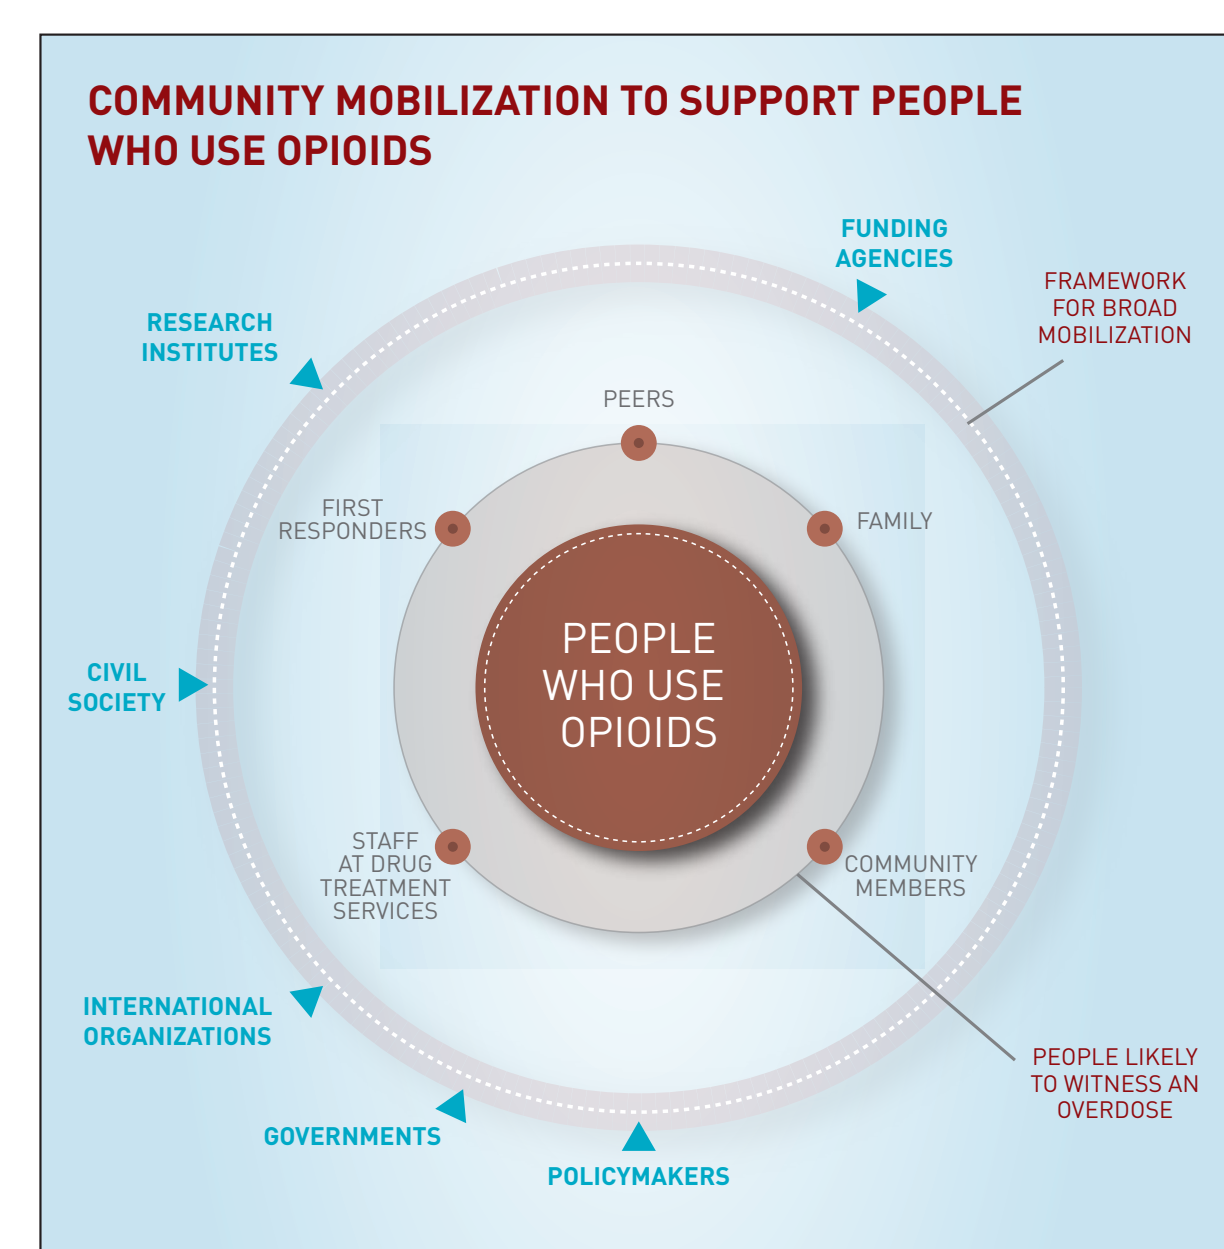 COMMUNITY MOBILIZATION TO SUPPORT PEOPLE
WHO USE OPIOIDS
FUNDING
AGENCIES
FRAMEWORK
FOR BROAD
MOBILIZATION
RESEARCH
INSTITUTES
PEERS
FIRST
RESPONDERS
FAMILY
PEOPLE
WHO USE
OPIOIDS
CIVIL
SOCIETY
STAFF
AT DRUG
TREATMENT
SERVICES
COMMUNITY
MEMBERS
INTERNATIONAL
ORGANIZATIONS
PEOPLE LIKELY
TO WITNESS AN
OVERDOSE
GOVERNMENTS
POLICYMAKERS